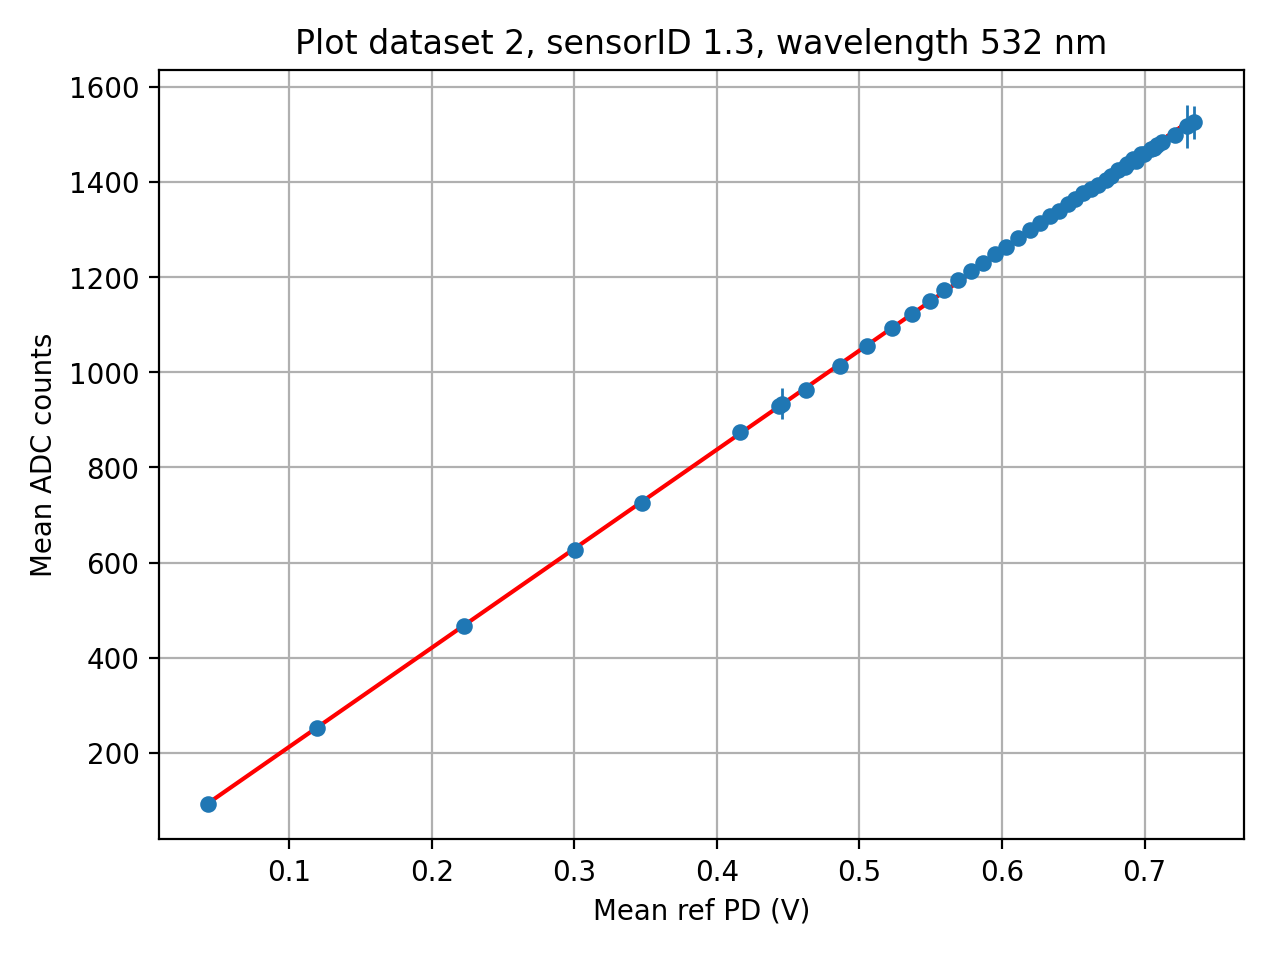 Plot dataset 2, sensorID 1.3, wavelength 532 nm
1600
1400
1200
1000
800
600
400
200
Mean ADC counts
0.1 0.2 0.3 0.4 0.5 0.6 0.7
Mean ref PD (V)